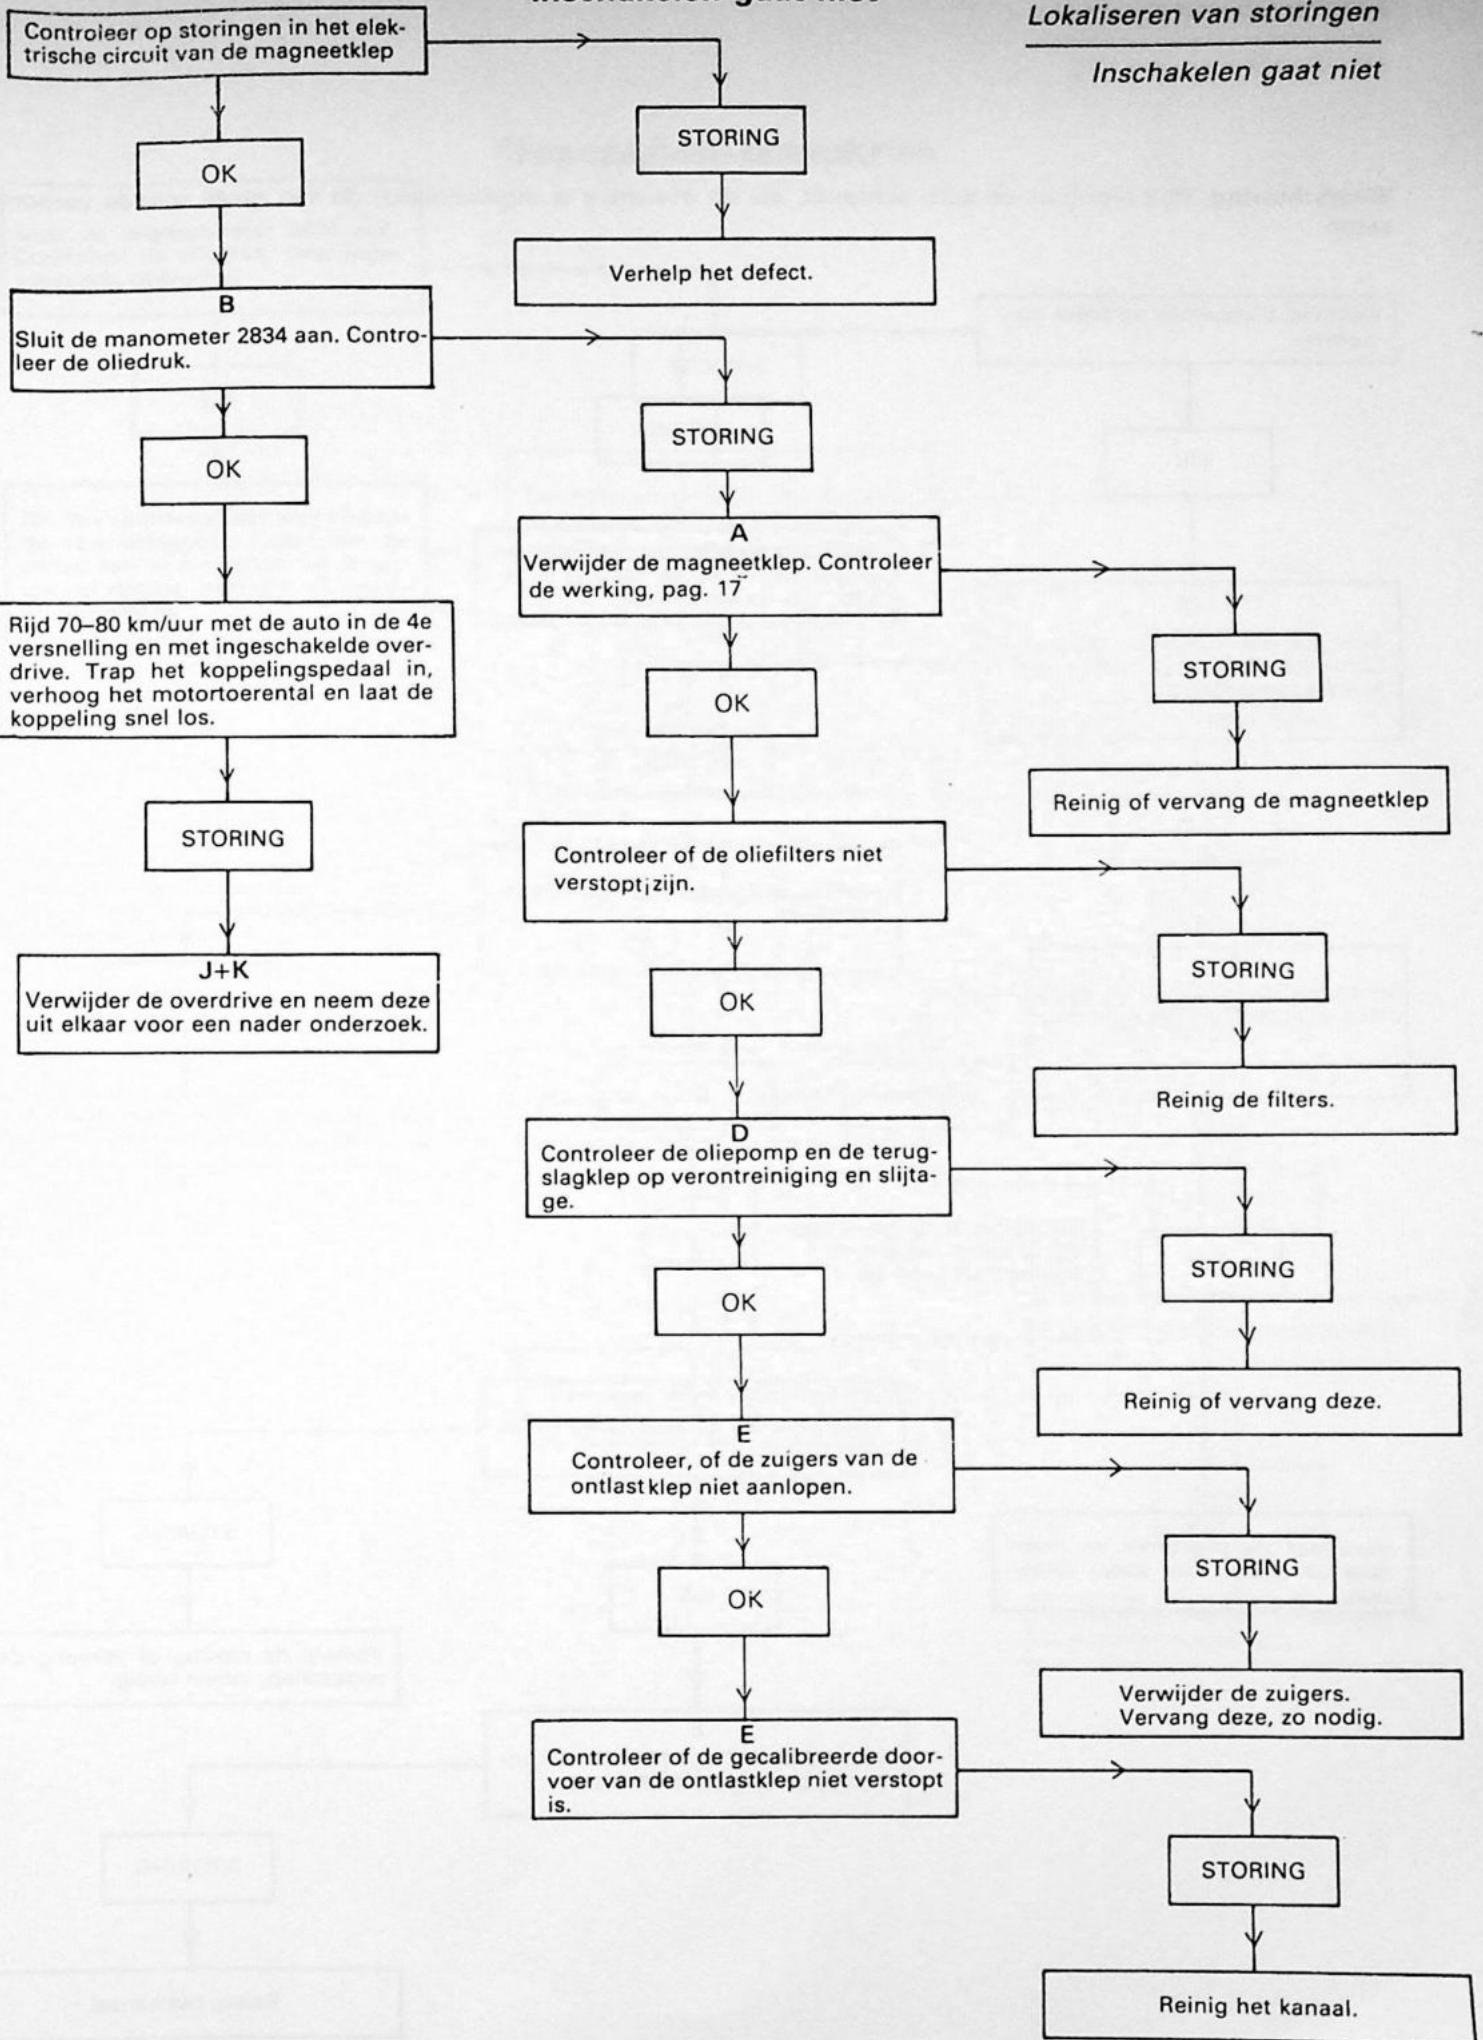 Inschakelen gaat niet
Lokaliseren van storingen
Inschakelen gaat niet
Controleer op storingen in het elek-
trische circuit van de magneetklep
STORING
OK
Verhelp het defect.
B
Sluit de manometer 2834 aan. Contro-
leer de oliedruk.
STORING
OK
A
Verwijder de magneetklep. Controleer
de werking, pag. 17
Rijd 70–80 km/uur met de auto in de 4e
versnelling en met ingeschakelde over-
drive. Trap het koppelingspedaal in,
verhoog het motortoerental en laat de
koppeling snel los.
STORING
OK
Reinig of vervang de magneetklep
STORING
Controleer of de oliefilters niet
verstopt zijn.
STORING
J+K
Verwijder de overdrive en neem deze
uit elkaar voor een nader onderzoek.
OK
Reinig de filters.
D
Controleer de oliepomp en de terug-
slagklep op verontreiniging en slijta-
ge.
STORING
OK
Reinig of vervang deze.
E
Controleer, of de zuigers van de
ontlastklep niet aanlopen.
STORING
OK
Verwijder de zuigers.
Vervang deze, zo nodig.
E
Controleer of de gecalibreerde door-
voer van de ontlastklep niet verstopt
is.
STORING
Reinig het kanaal.